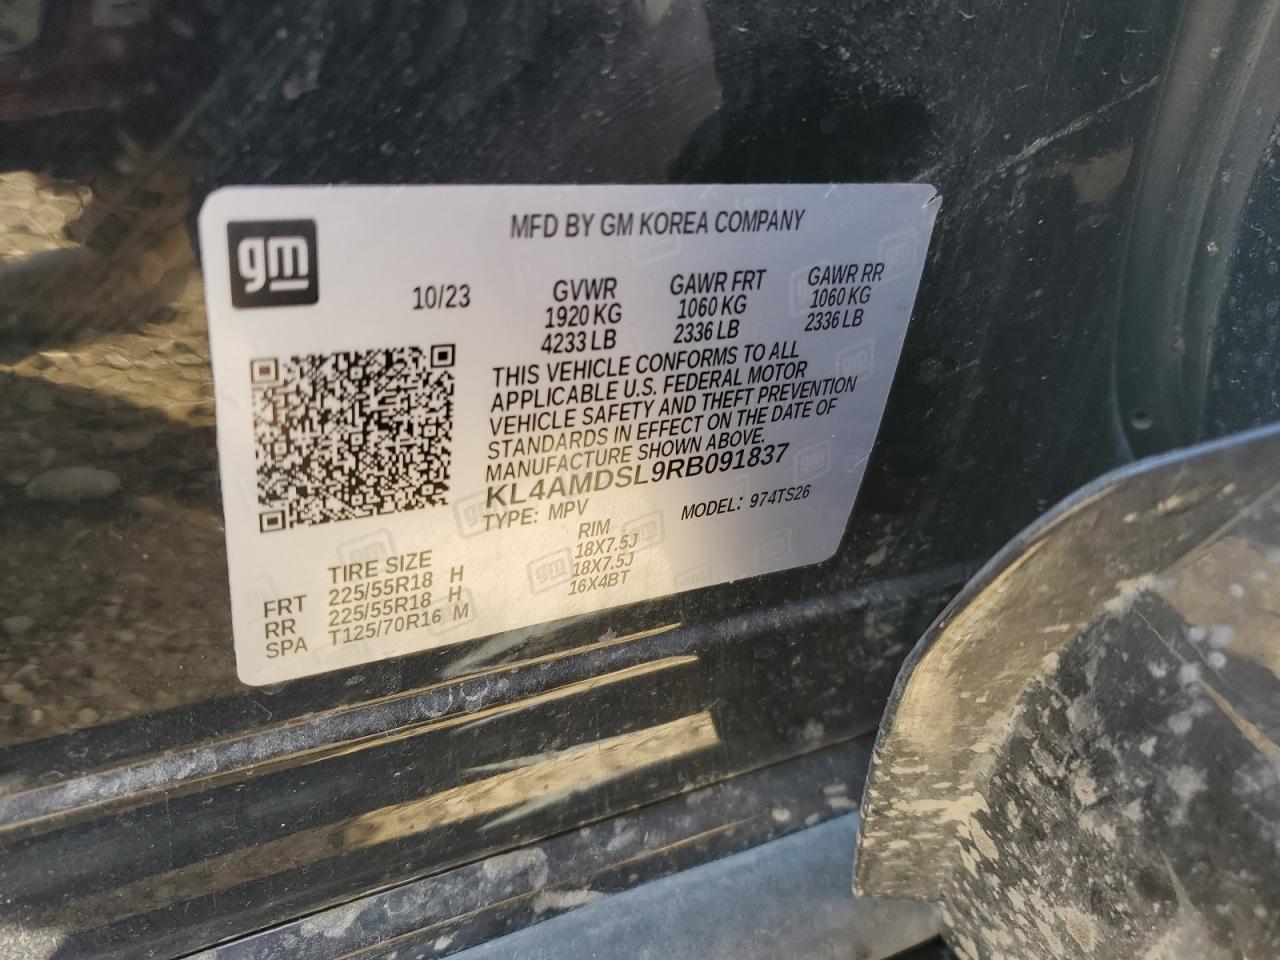 gm
MFD BY GM KOREA COMPANY
10/23
GVWR GAWR FRT GAWR RR
1920 KG 1060 KG 1060 KG
4233 LB 2336 LB 2336 LB
THIS VEHICLE CONFORMS TO ALL
APPLICABLE U.S. FEDERAL MOTOR
VEHICLE SAFETY AND THEFT PREVENTION
STANDARDS IN EFFECT ON THE DATE OF
MANUFACTURE SHOWN ABOVE.
KL4AMDSL9RB091837
TYPE: MPV MODEL: 974TS26
TIRE SIZE RIM
FRT 225/55R18 H 18X7.5J
RR 225/55R18 H 18X7.5J
SPA T125/70R16 M 16X4BT